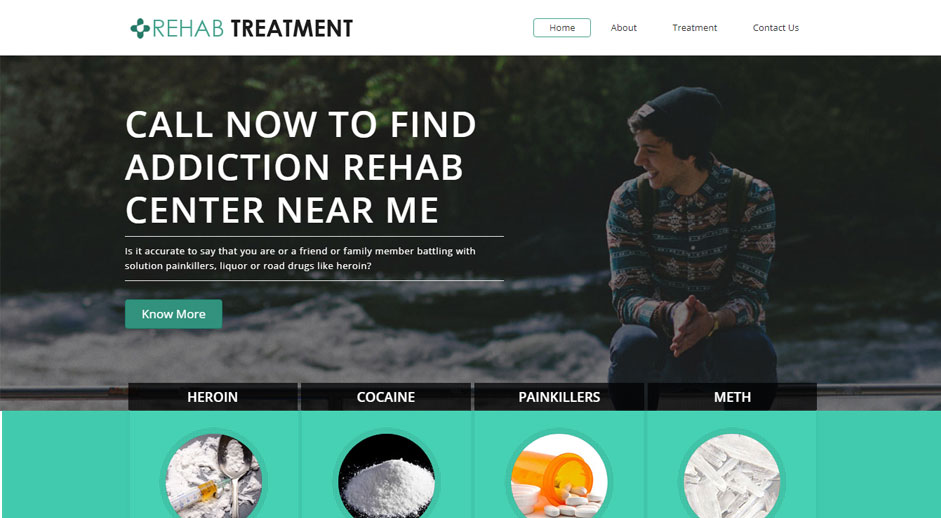 REHAB TREATMENT
Home
About
Treatment
Contact Us
CALL NOW TO FIND
ADDICTION REHAB
CENTER NEAR ME
Is it accurate to say that you are or a friend or family member battling with
solution painkillers, liquor or road drugs like heroin?
Know More
HEROIN
COCAINE
PAINKILLERS
METH